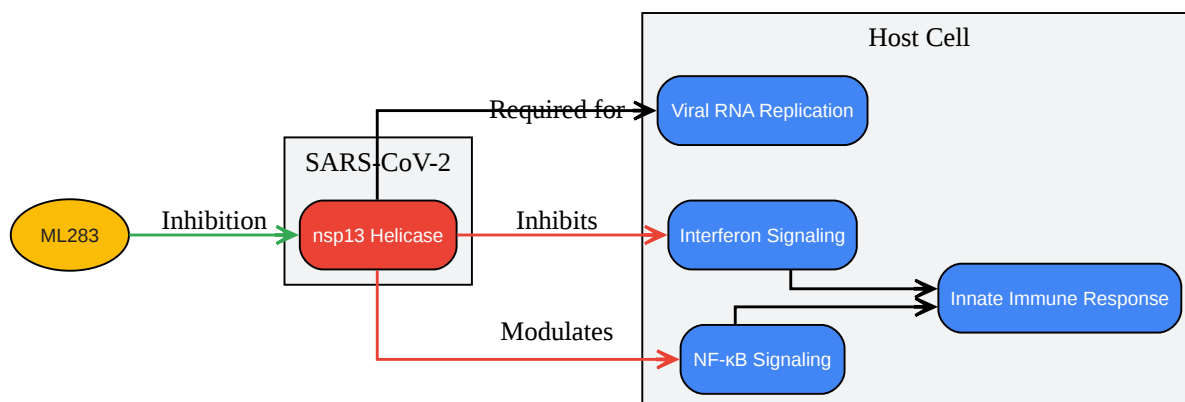 Host Cell
Required for
Viral RNA Replication
SARS-CoV-2
ML283
Inhibition
nsp13 Helicase
Inhibits
Interferon Signaling
Innate Immune Response
Modulates
NF-κB Signaling